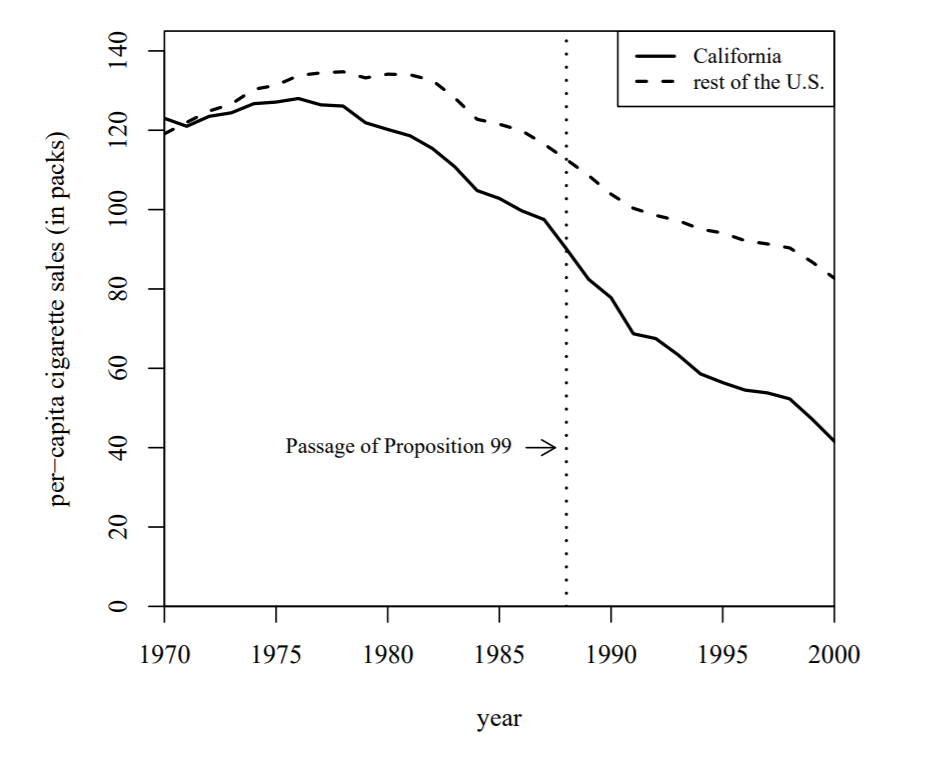 California
rest of the U.S.
140
120
100
80
60
40
20
0
per−capita cigarette sales (in packs)
Passage of Proposition 99
1970 1975 1980 1985 1990 1995 2000
year